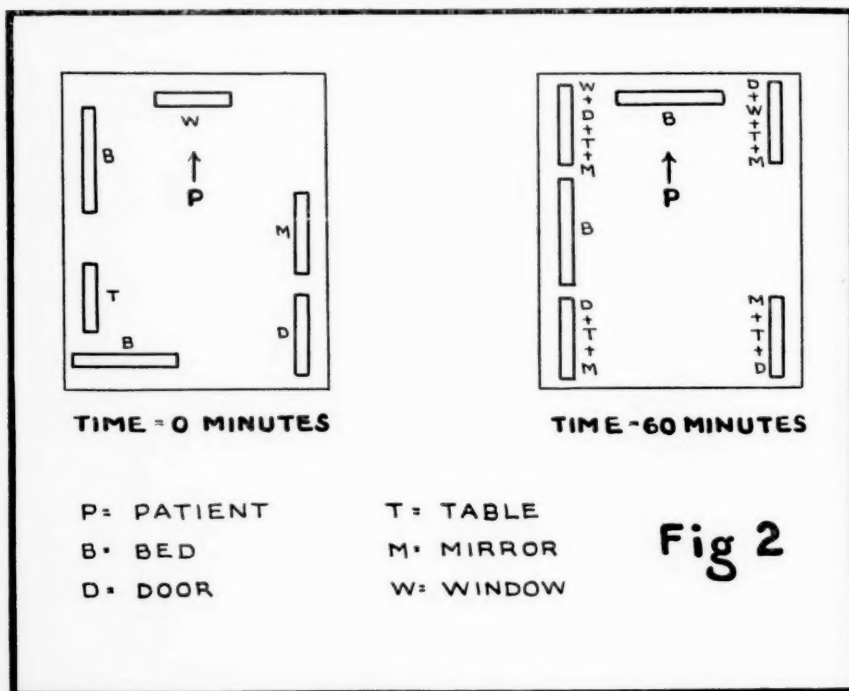 W
B
P
M
T
D
B
TIME = 0 MINUTES
W+D+T+M
B
D+W+T+M
P
B
D+T+M
M+T+D
TIME = 60 MINUTES
P= PATIENT
B= BED
D= DOOR
T= TABLE
M= MIRROR
W= WINDOW
Fig 2